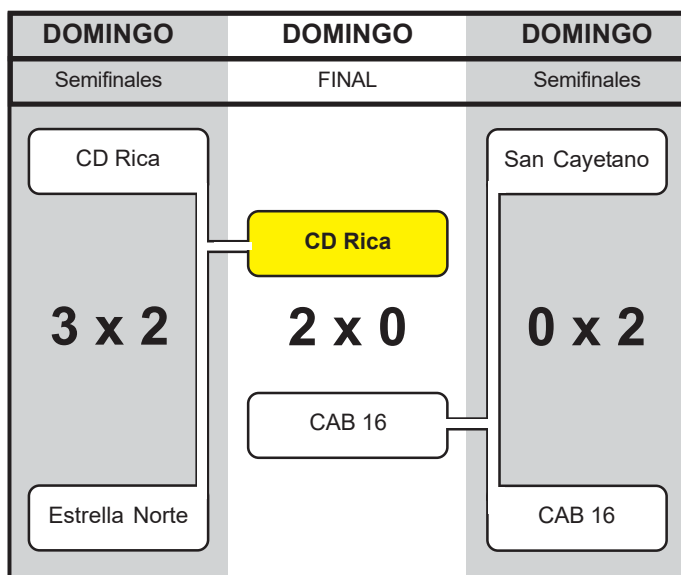 DOMINGO DOMINGO DOMINGO
Semifinales FINAL Semifinales
CD Rica San Cayetano
CD Rica
3 x 2 2 x 0 0 x 2
CAB 16
Estrella Norte CAB 16